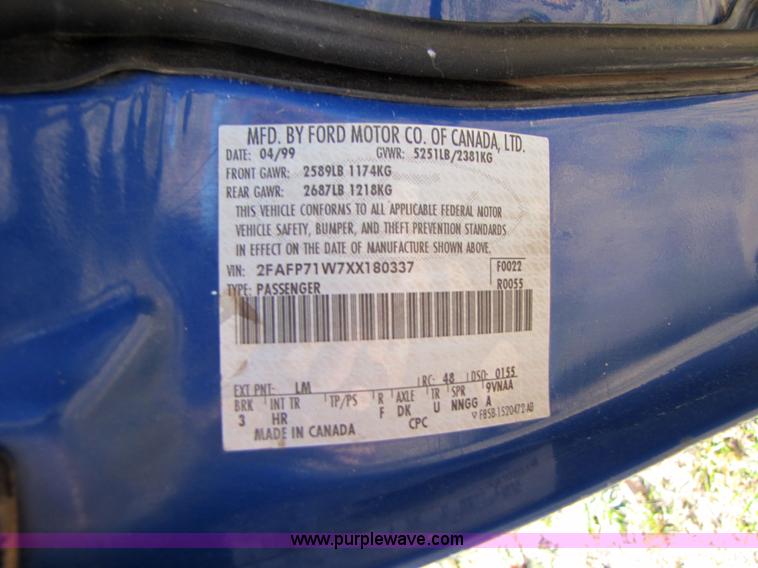 MFD. BY FORD MOTOR CO. OF CANADA, LTD.
DATE: 04/99 GVWR: 5251LB/2381KG
FRONT GAWR: 2589LB 1174KG
REAR GAWR: 2687LB 1218KG
THIS VEHICLE CONFORMS TO ALL APPLICABLE FEDERAL MOTOR
VEHICLE SAFETY, BUMPER, AND THEFT PREVENTION STANDARDS
IN EFFECT ON THE DATE OF MANUFACTURE SHOWN ABOVE.
VIN: 2FAFP71W7XX180337 F0022
TYPE: PASSENGER R0055
EXT PNT: LM RC: 48 DSO: 0155
BRK INT TR TP/PS R AXLE TR SPR 9VNAA
3 HR F DK U NNGG A
MADE IN CANADA CPC F85B-1520472-AB
www.purplewave.com